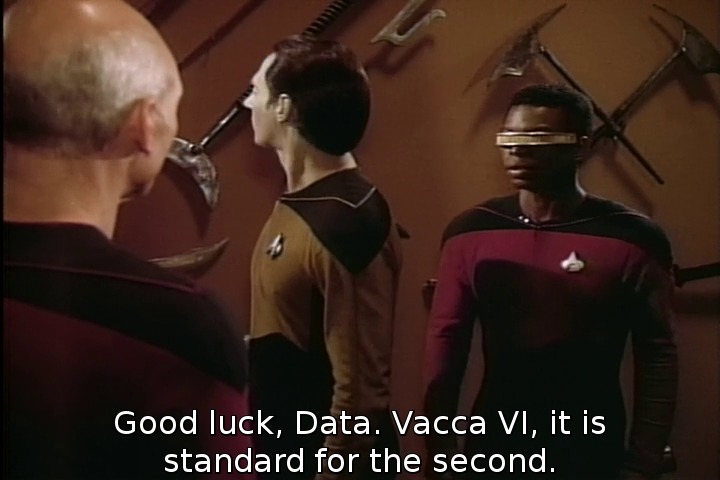 Good luck, Data. Vacca VI, it is
standard for the second.